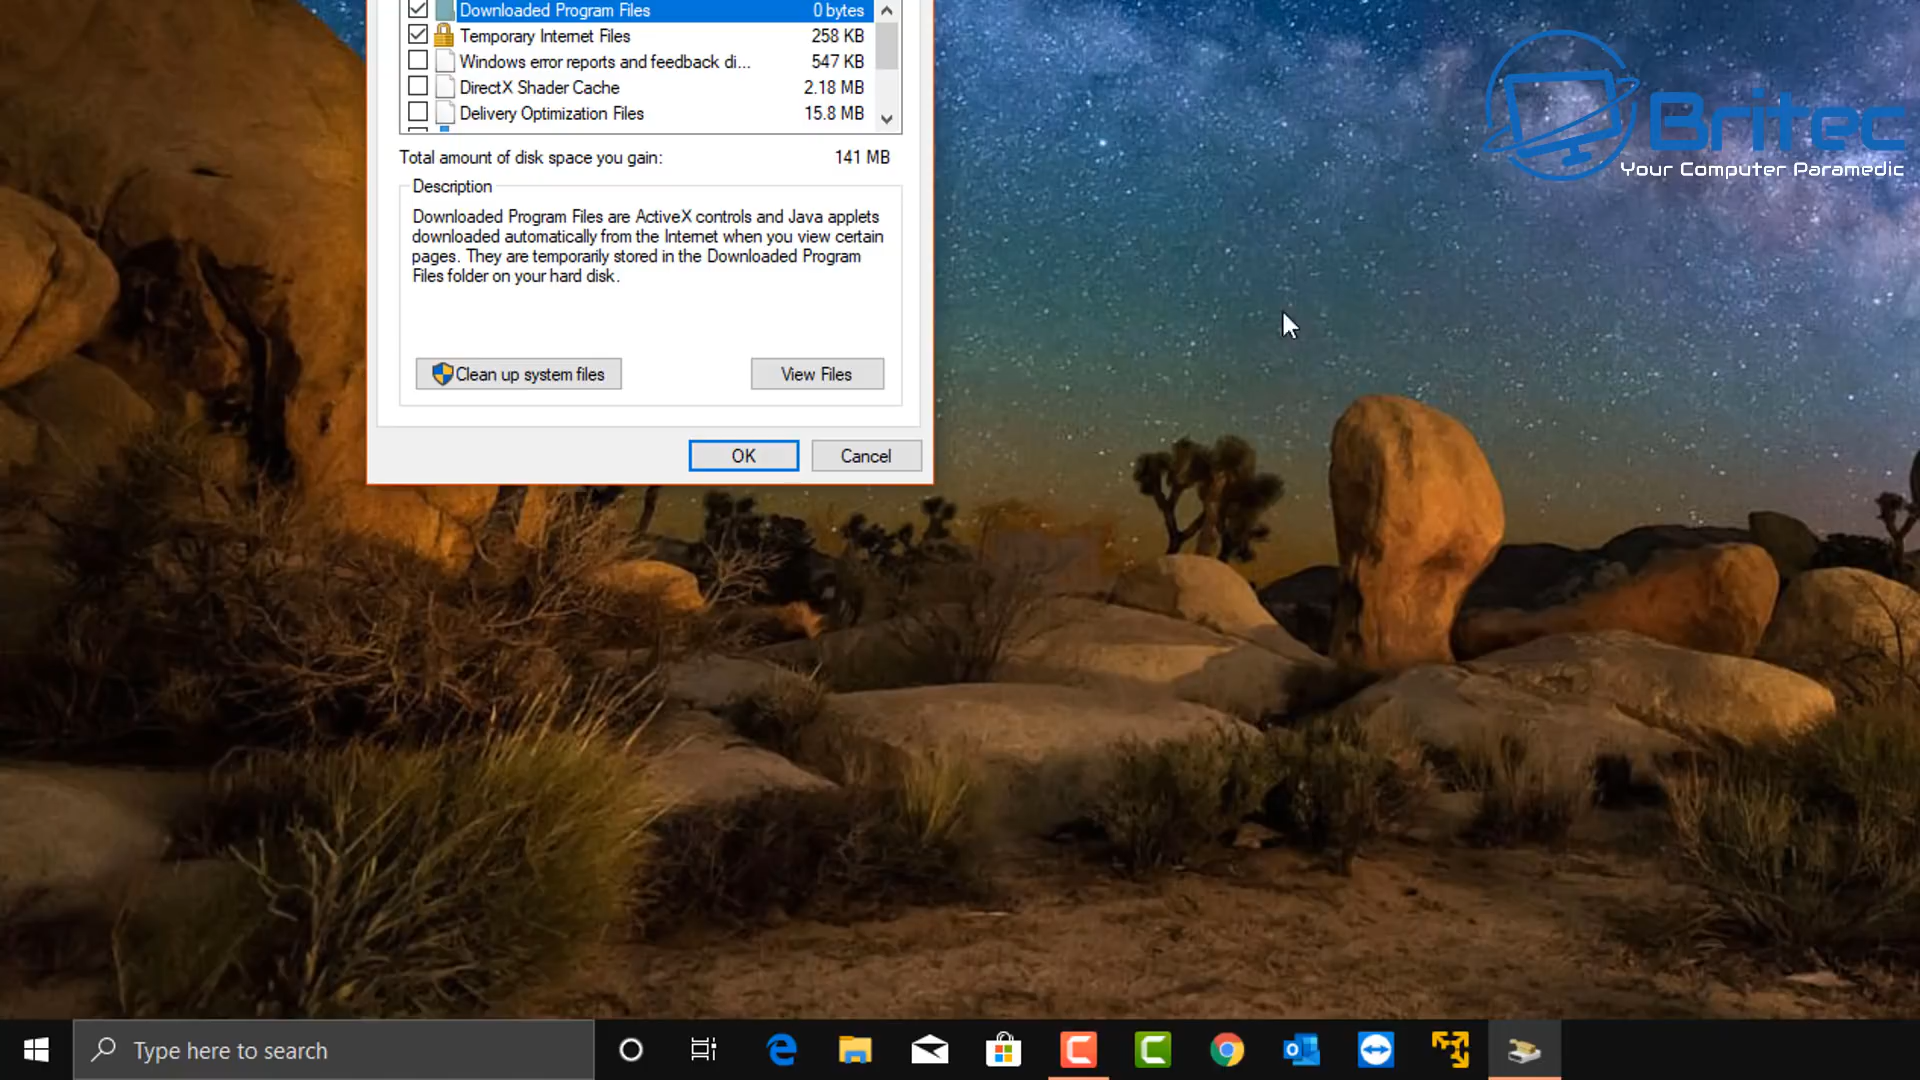 Downloaded Program Files 0 bytes
Temporary Internet Files 258 KB
Windows error reports and feedback di... 547 KB
DirectX Shader Cache 2.18 MB
Delivery Optimization Files 15.8 MB
Total amount of disk space you gain: 141 MB
Description
Downloaded Program Files are ActiveX controls and Java applets
downloaded automatically from the Internet when you view certain
pages. They are temporarily stored in the Downloaded Program
Files folder on your hard disk.
Clean up system files View Files
OK Cancel
Britec
Your Computer Paramedic
Type here to search